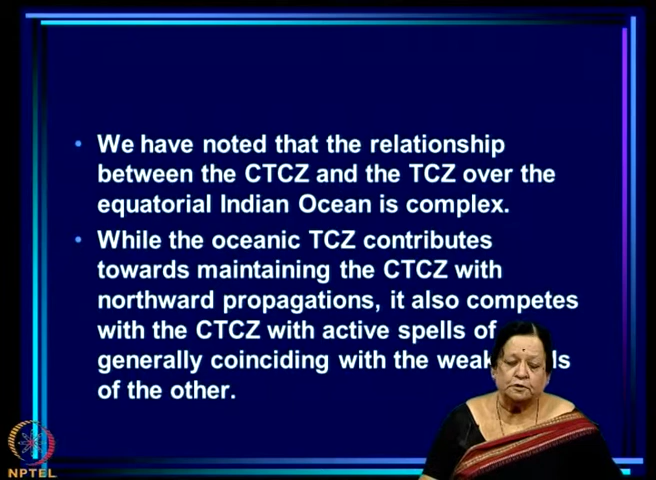 • We have noted that the relationship
between the CTCZ and the TCZ over the
equatorial Indian Ocean is complex.
• While the oceanic TCZ contributes
towards maintaining the CTCZ with
northward propagations, it also competes
with the CTCZ with active spells of
generally coinciding with the weak
of the other.
NPTEL